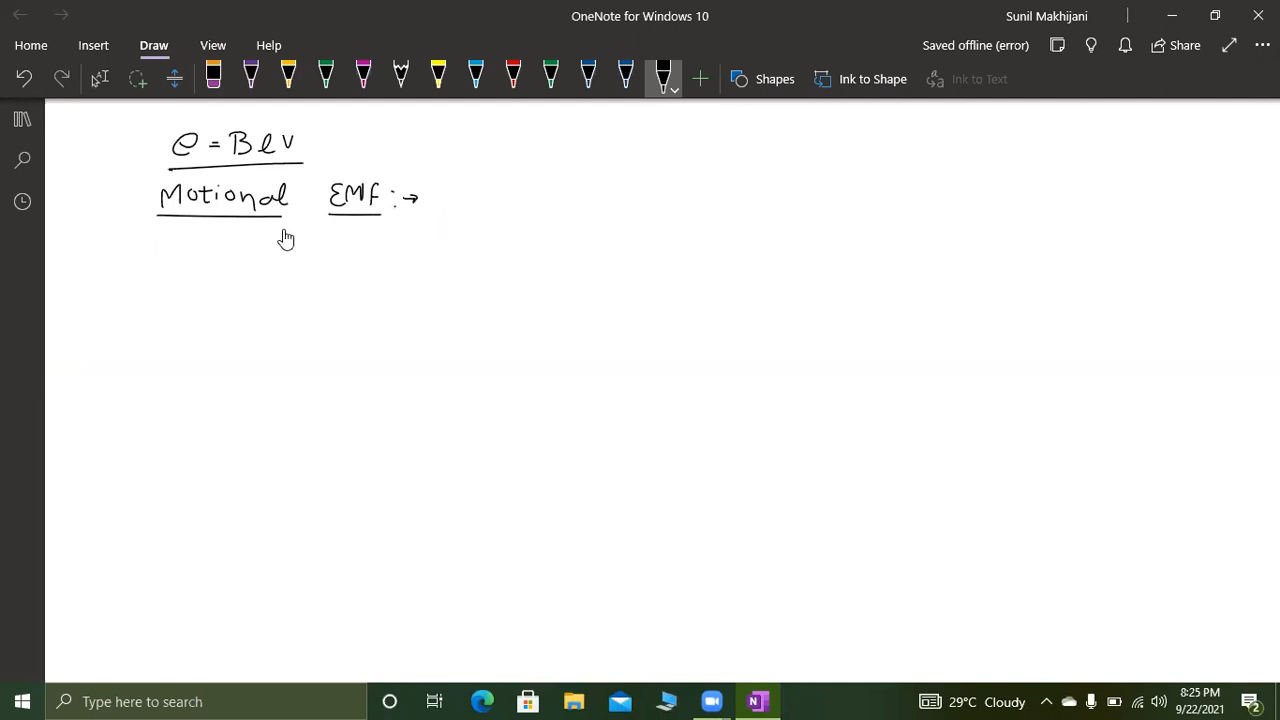 OneNote for Windows 10
Sunil Makhijani
Home Insert Draw View Help
Saved offline (error) Share
Shapes Ink to Shape Ink to Text
e = Blv
Motional EMF :→
Type here to search
29°C Cloudy
8:25 PM
9/22/2021
2